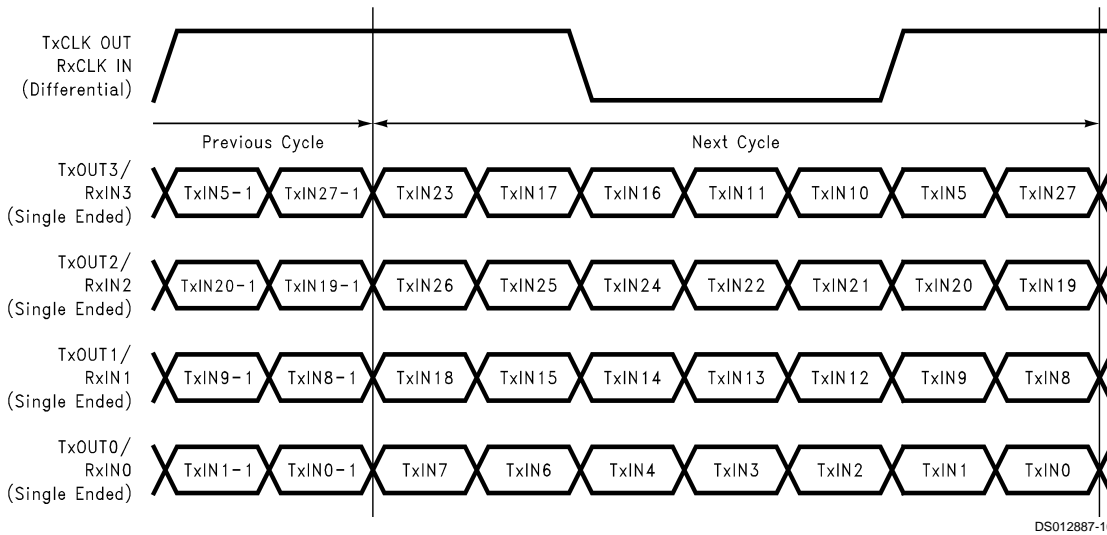 TxCLK OUT
RxCLK IN
(Differential)
Previous Cycle
Next Cycle
TxOUT3/
RxIN3
(Single Ended)
TxIN5-1 TxIN27-1 TxIN23 TxIN17 TxIN16 TxIN11 TxIN10 TxIN5 TxIN27
TxOUT2/
RxIN2
(Single Ended)
TxIN20-1 TxIN19-1 TxIN26 TxIN25 TxIN24 TxIN22 TxIN21 TxIN20 TxIN19
TxOUT1/
RxIN1
(Single Ended)
TxIN9-1 TxIN8-1 TxIN18 TxIN15 TxIN14 TxIN13 TxIN12 TxIN9 TxIN8
TxOUT0/
RxIN0
(Single Ended)
TxIN1-1 TxIN0-1 TxIN7 TxIN6 TxIN4 TxIN3 TxIN2 TxIN1 TxIN0